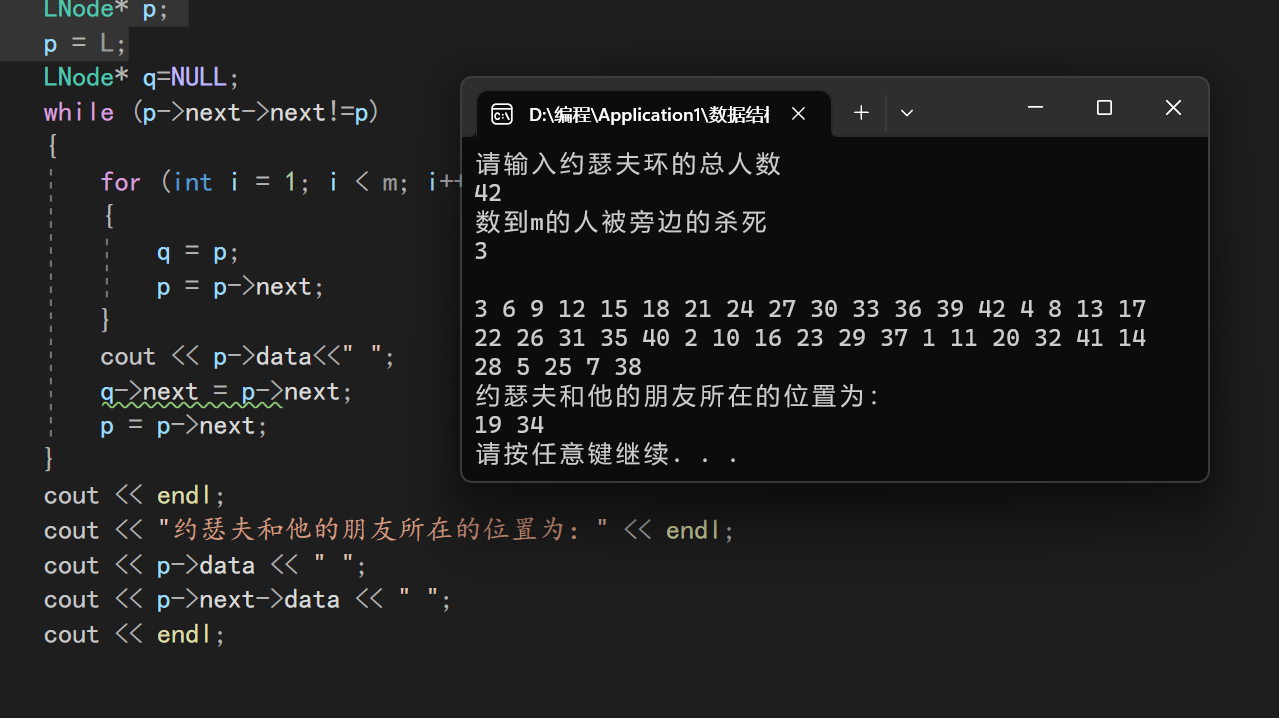 LNode* p;
p = L;
LNode* q=NULL;
while (p->next->next!=p)
{
for (int i = 1; i < m; i++
{
q = p;
p = p->next;
}
cout << p->data<<" ";
q->next = p->next;
p = p->next;
}
cout << endl;
cout << "约瑟夫和他的朋友所在的位置为：" << endl;
cout << p->data << " ";
cout << p->next->data << " ";
cout << endl;
D:\编程\Application1\数据结
请输入约瑟夫环的总人数
42
数到m的人被旁边的杀死
3
3 6 9 12 15 18 21 24 27 30 33 36 39 42 4 8 13 17
22 26 31 35 40 2 10 16 23 29 37 1 11 20 32 41 14
28 5 25 7 38
约瑟夫和他的朋友所在的位置为：
19 34
请按任意键继续. . .